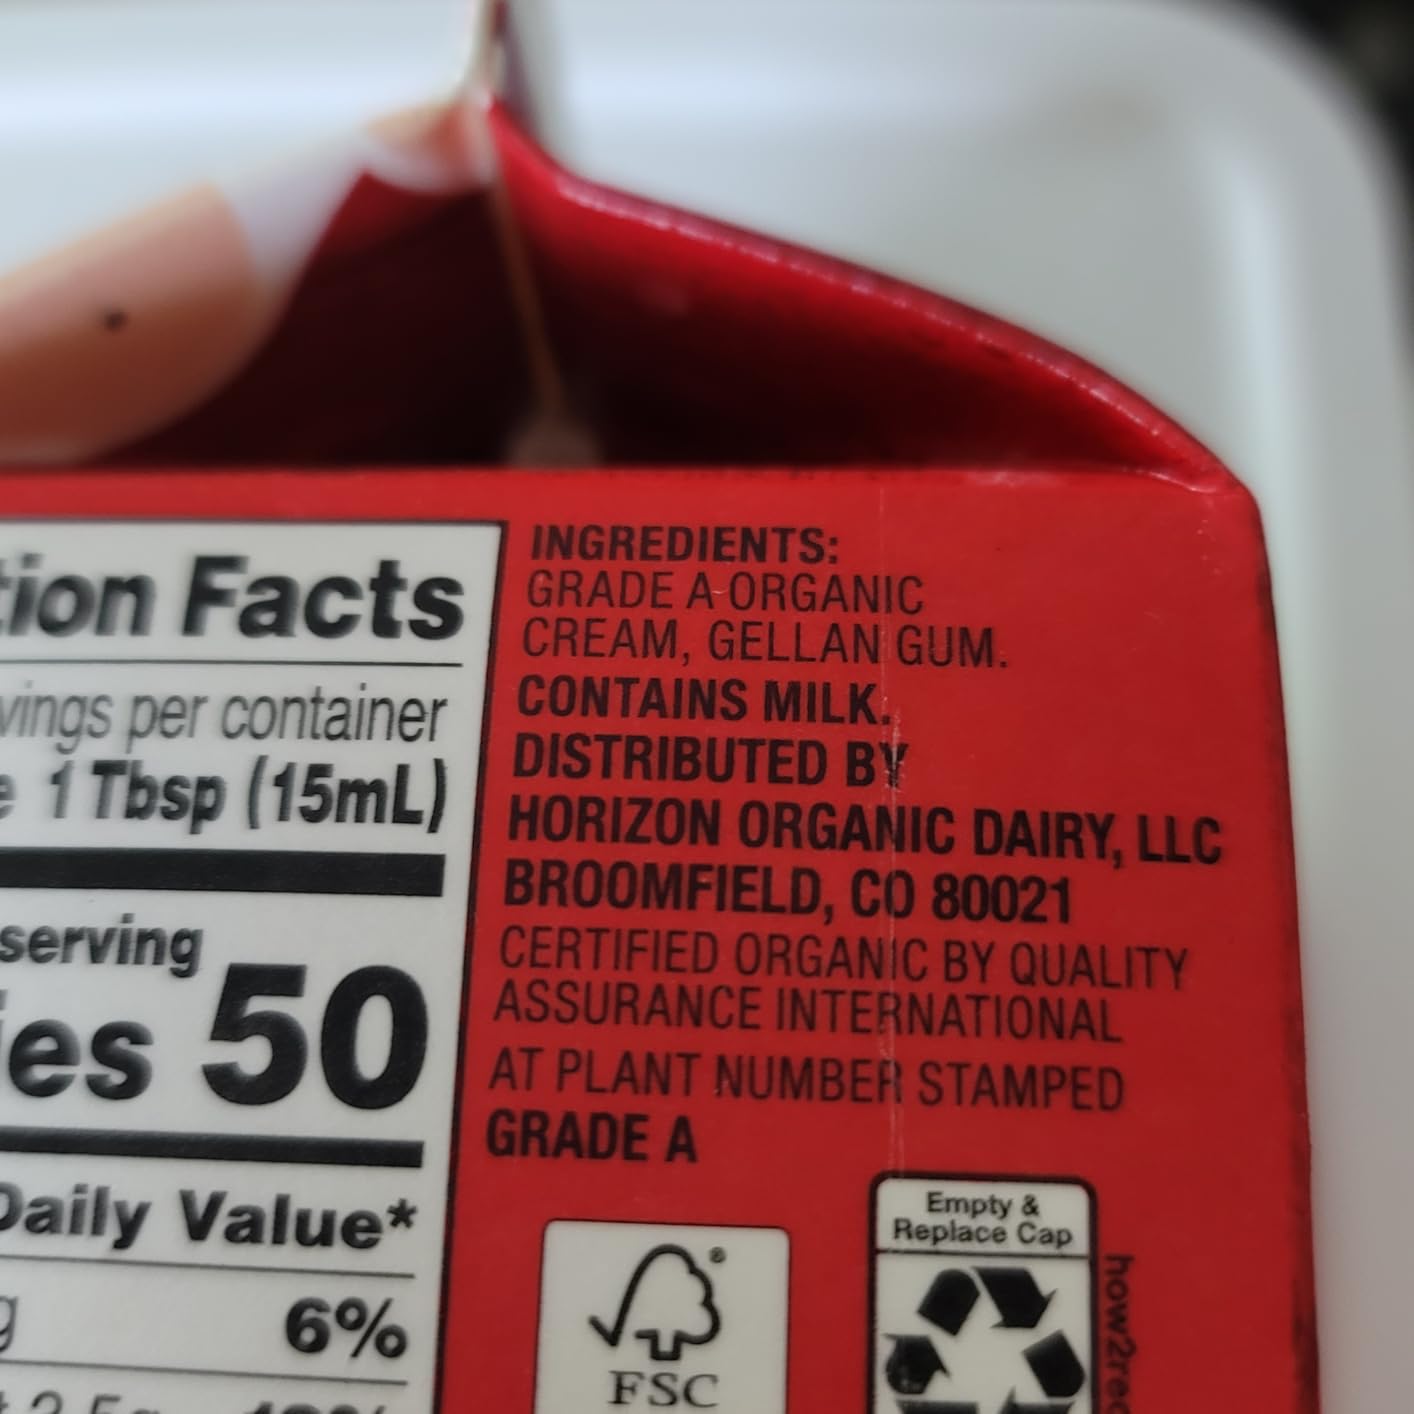 tion Facts
vings per container
1 Tbsp (15mL)
serving
es 50
Daily Value*
g 6%
INGREDIENTS:
GRADE A ORGANIC
CREAM, GELLAN GUM.
CONTAINS MILK.
DISTRIBUTED BY
HORIZON ORGANIC DAIRY, LLC
BROOMFIELD, CO 80021
CERTIFIED ORGANIC BY QUALITY
ASSURANCE INTERNATIONAL
AT PLANT NUMBER STAMPED
GRADE A
FSC
Empty &
Replace Cap
how2rec